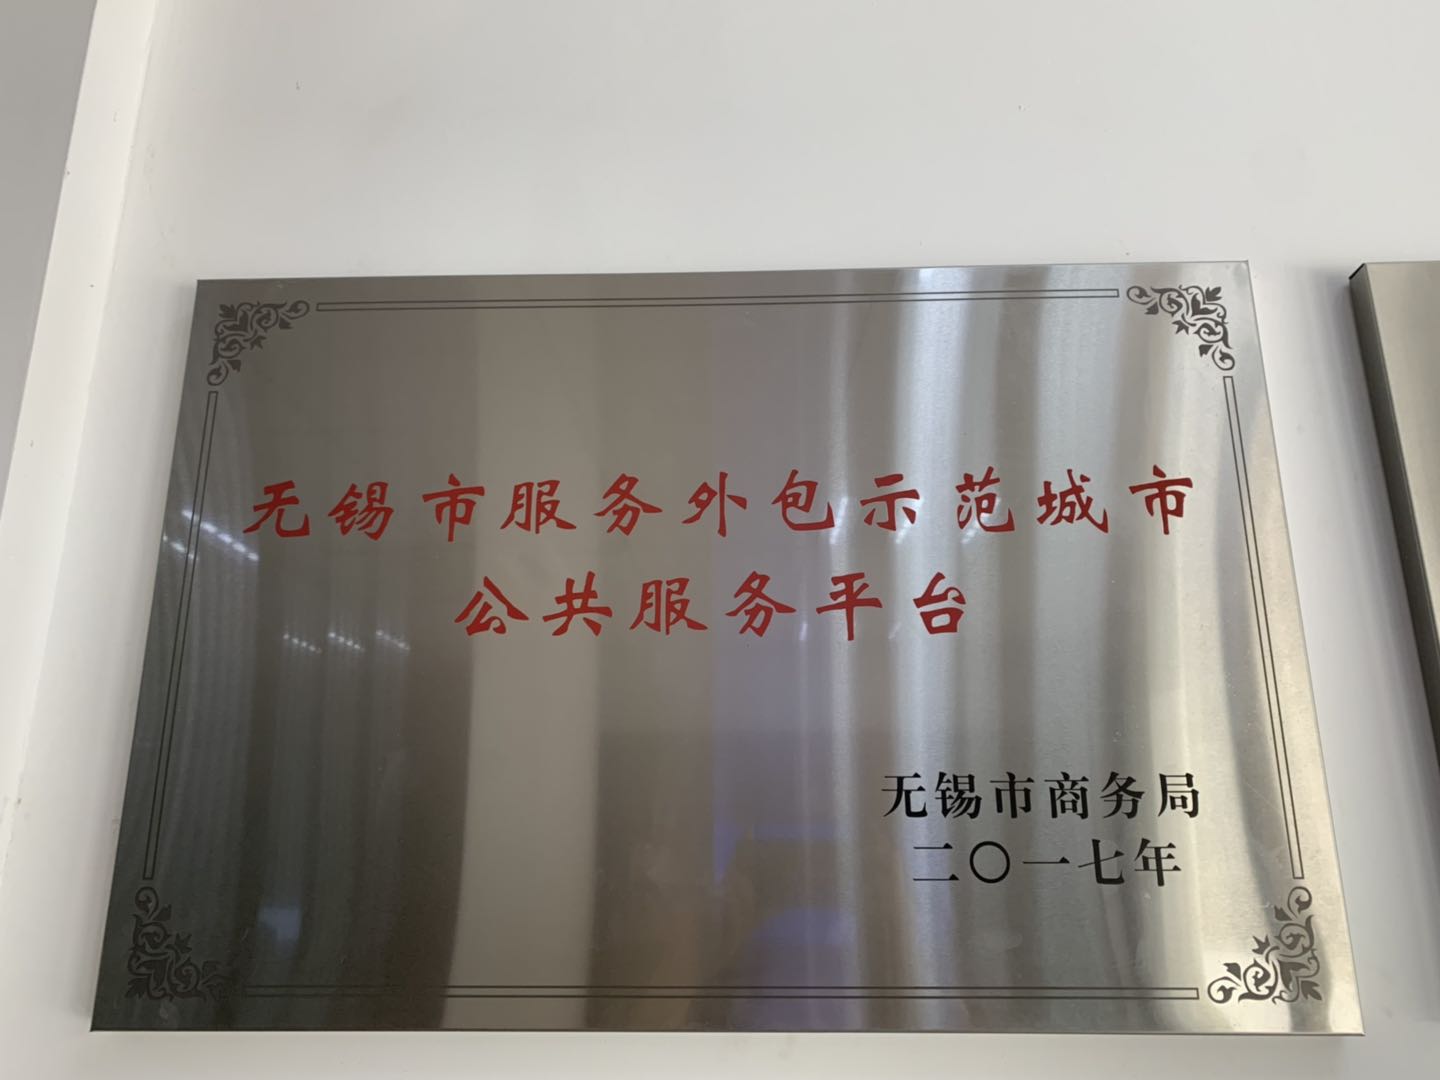 无锡市服务外包示范城市
公共服务平台
无锡市商务局
二〇一七年